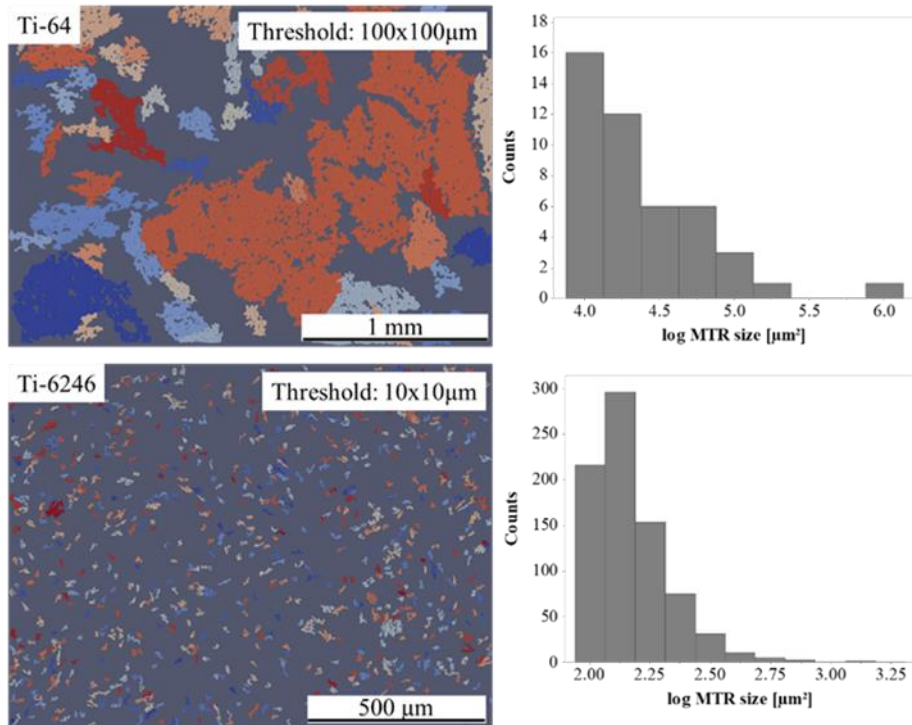 Ti-64
Threshold: 100x100μm
1 mm
18
16
14
12
10
8
6
4
2
0
Counts
4.0 4.5 5.0 5.5 6.0
log MTR size [μm²]
Ti-6246
Threshold: 10x10μm
500 μm
300
250
200
150
100
50
0
Counts
2.00 2.25 2.50 2.75 3.00 3.25
log MTR size [μm²]